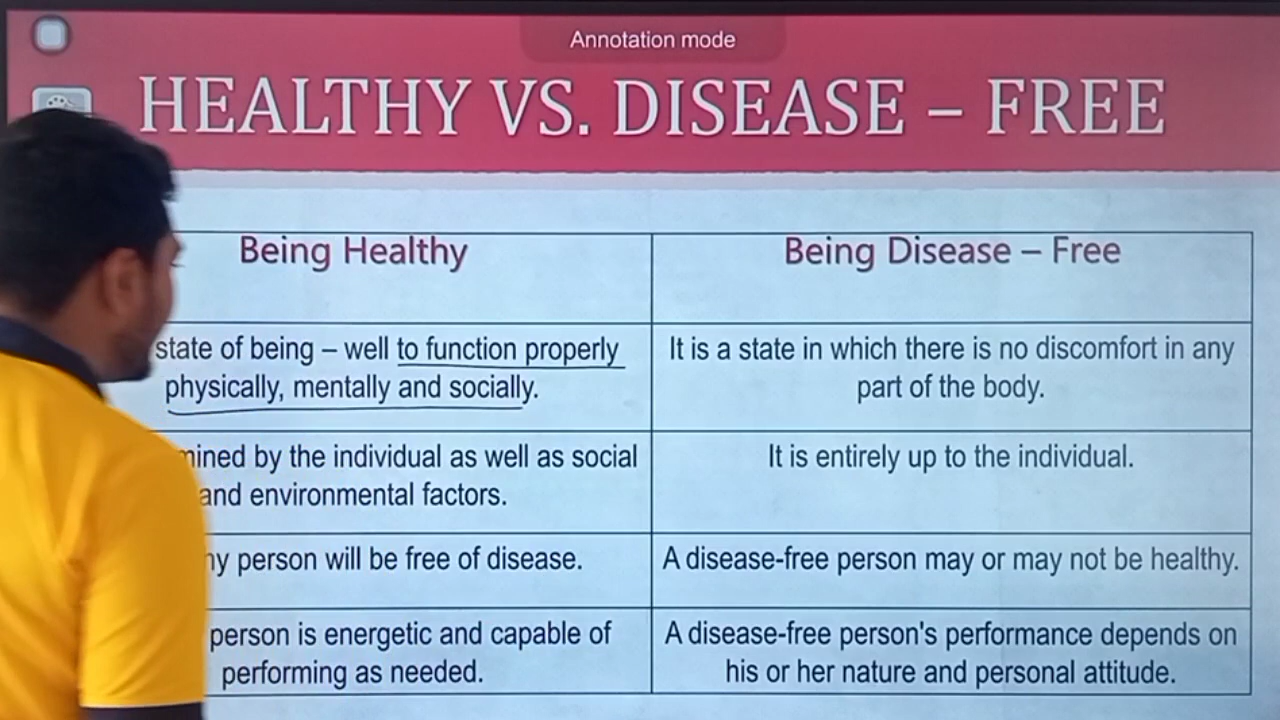 Annotation mode
HEALTHY VS. DISEASE – FREE
Being Healthy
Being Disease – Free
state of being – well to function properly
physically, mentally and socially.
It is a state in which there is no discomfort in any
part of the body.
by the individual as well as social
and environmental factors.
It is entirely up to the individual.
person will be free of disease.
A disease-free person may or may not be healthy.
person is energetic and capable of
performing as needed.
A disease-free person's performance depends on
his or her nature and personal attitude.